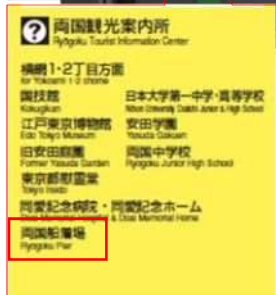 ? 両国観光案内所
Ryōgoku Tourist Information Center
横網1・2丁目方面
for Yokoami 1・2 chome
国技館 日本大学第一中学・高等学校
Kokugikan Nihon University Daiichi Junior & High School
江戸東京博物館 安田学園
Edo Tokyo Museum Yasuda Gakuen
旧安田庭園 両国中学校
Former Yasuda Garden Ryogoku Junior High School
東京都慰霊堂
Tokyo Ireido
同愛記念病院・同愛記念ホーム
Doai Memorial Hospital & Doai Memorial Home
両国船着場
Ryogoku Pier